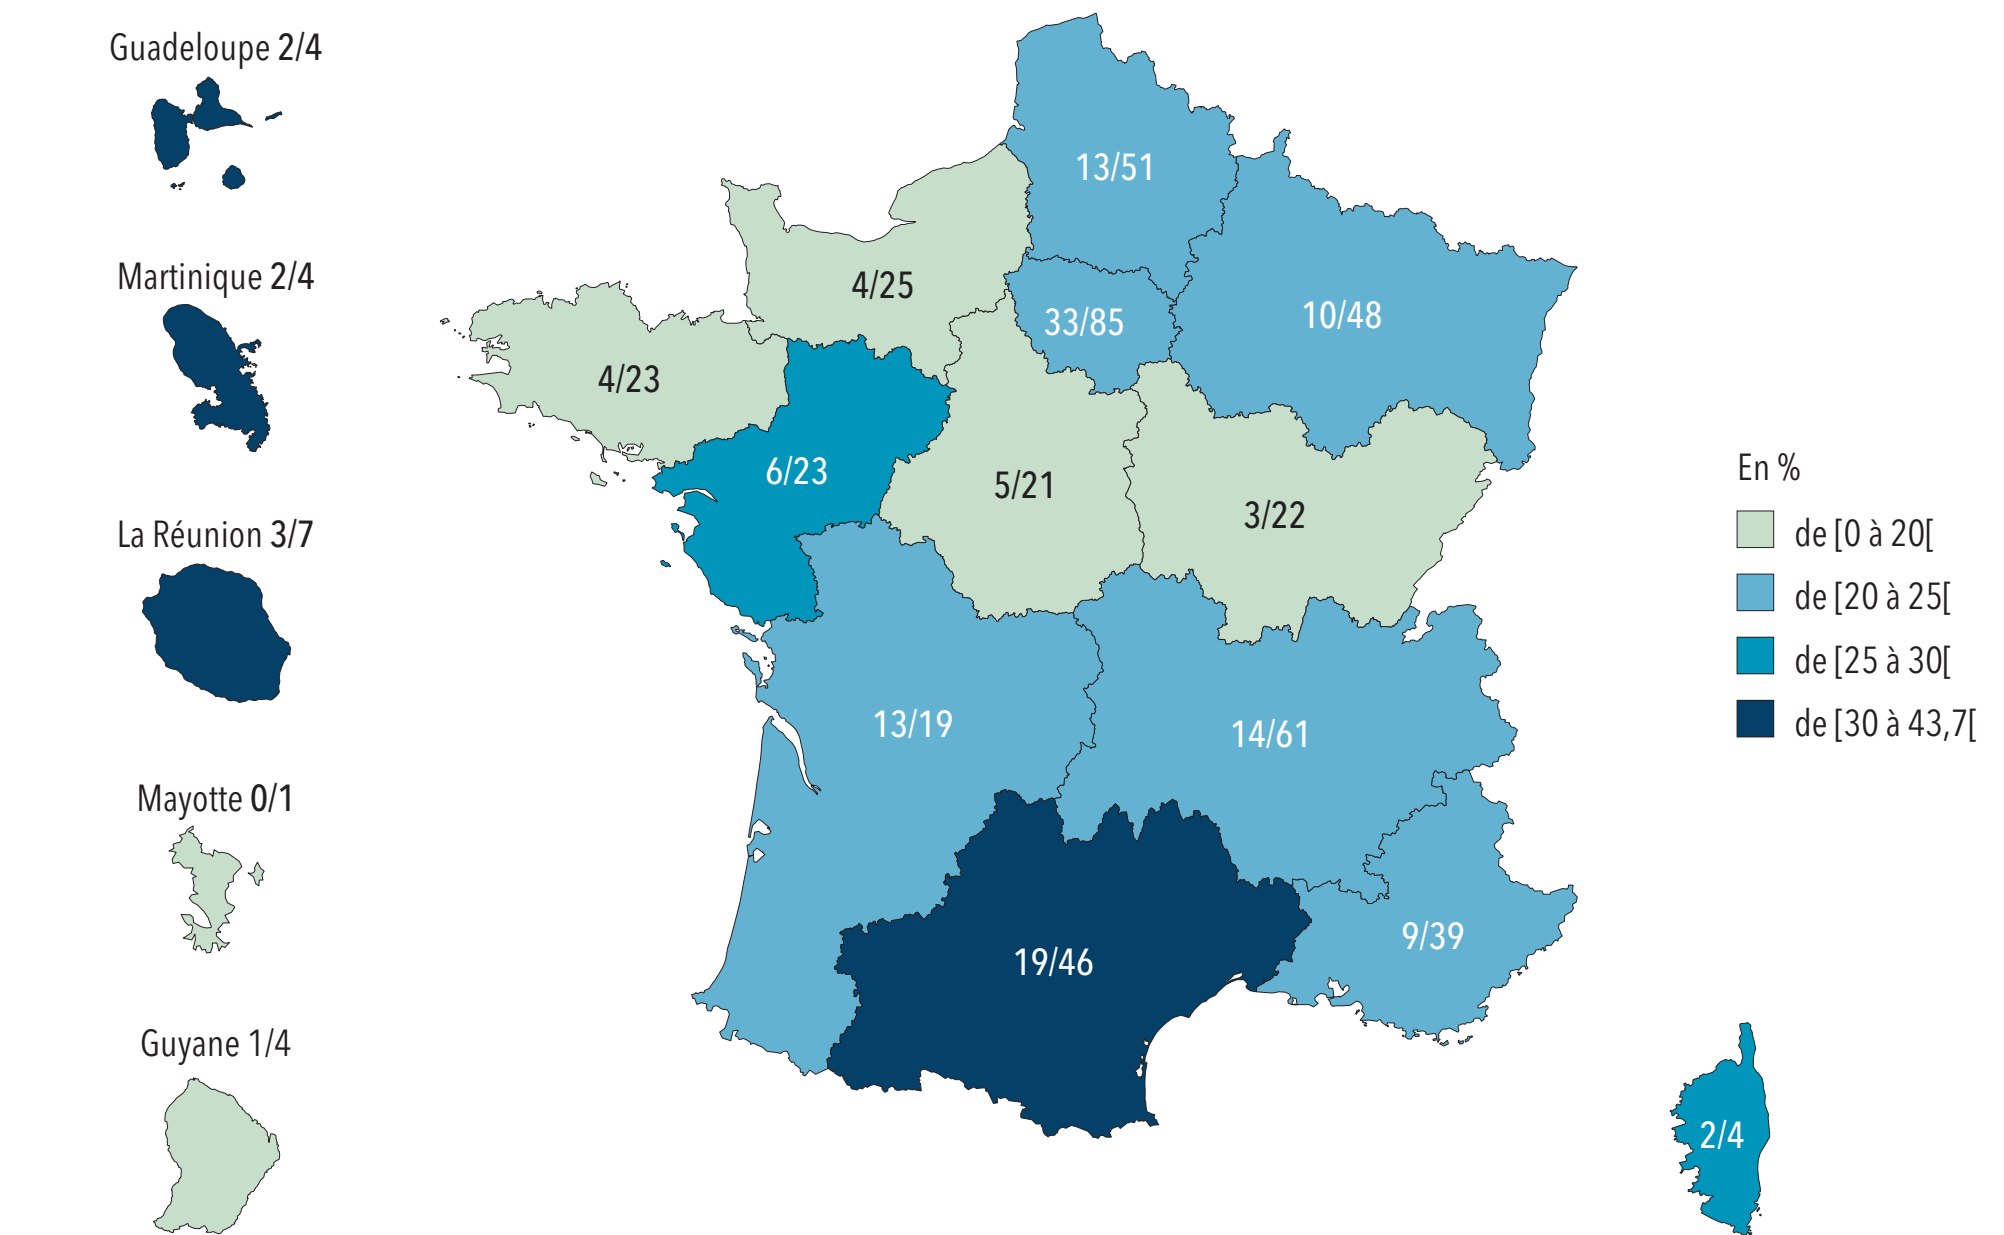 Guadeloupe 2/4
Martinique 2/4
La Réunion 3/7
Mayotte 0/1
Guyane 1/4
13/51
4/25
33/85
10/48
4/23
6/23
5/21
3/22
13/19
14/61
19/46
9/39
2/4
En %
de [0 à 20[
de [20 à 25[
de [25 à 30[
de [30 à 43,7[